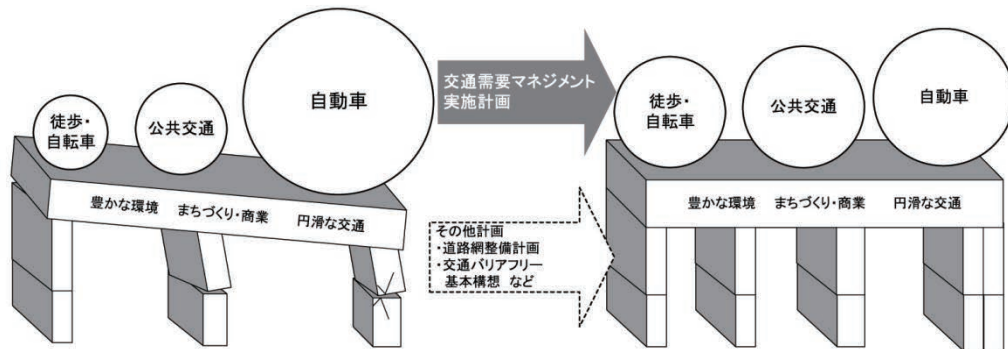 徒歩・
自転車
公共交通
自動車
豊かな環境 まちづくり・商業 円滑な交通
交通需要マネジメント
実施計画
その他計画
・道路網整備計画
・交通バリアフリー
基本構想 など
徒歩・
自転車
公共交通
自動車
豊かな環境 まちづくり・商業 円滑な交通